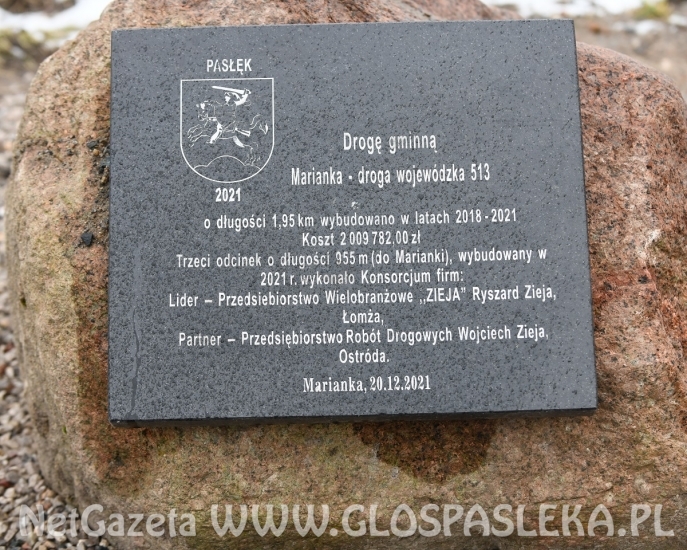 PASŁĘK
2021
Drogę gminną
Marianka - droga wojewódzka 513
o długości 1,95 km wybudowano w latach 2018 - 2021
Koszt 2 009 782,00 zł
Trzeci odcinek o długości 955 m (do Marianki), wybudowany w
2021 r. wykonało Konsorcjum firm:
Lider – Przedsiebiorstwo Wielobranżowe ,,ZIEJA” Ryszard Zieja,
Łomża,
Partner – Przedsiębiorstwo Robót Drogowych Wojciech Zieja,
Ostróda.
Marianka, 20.12.2021
NetGazeta WWW.GLOSPASLEKA.PL